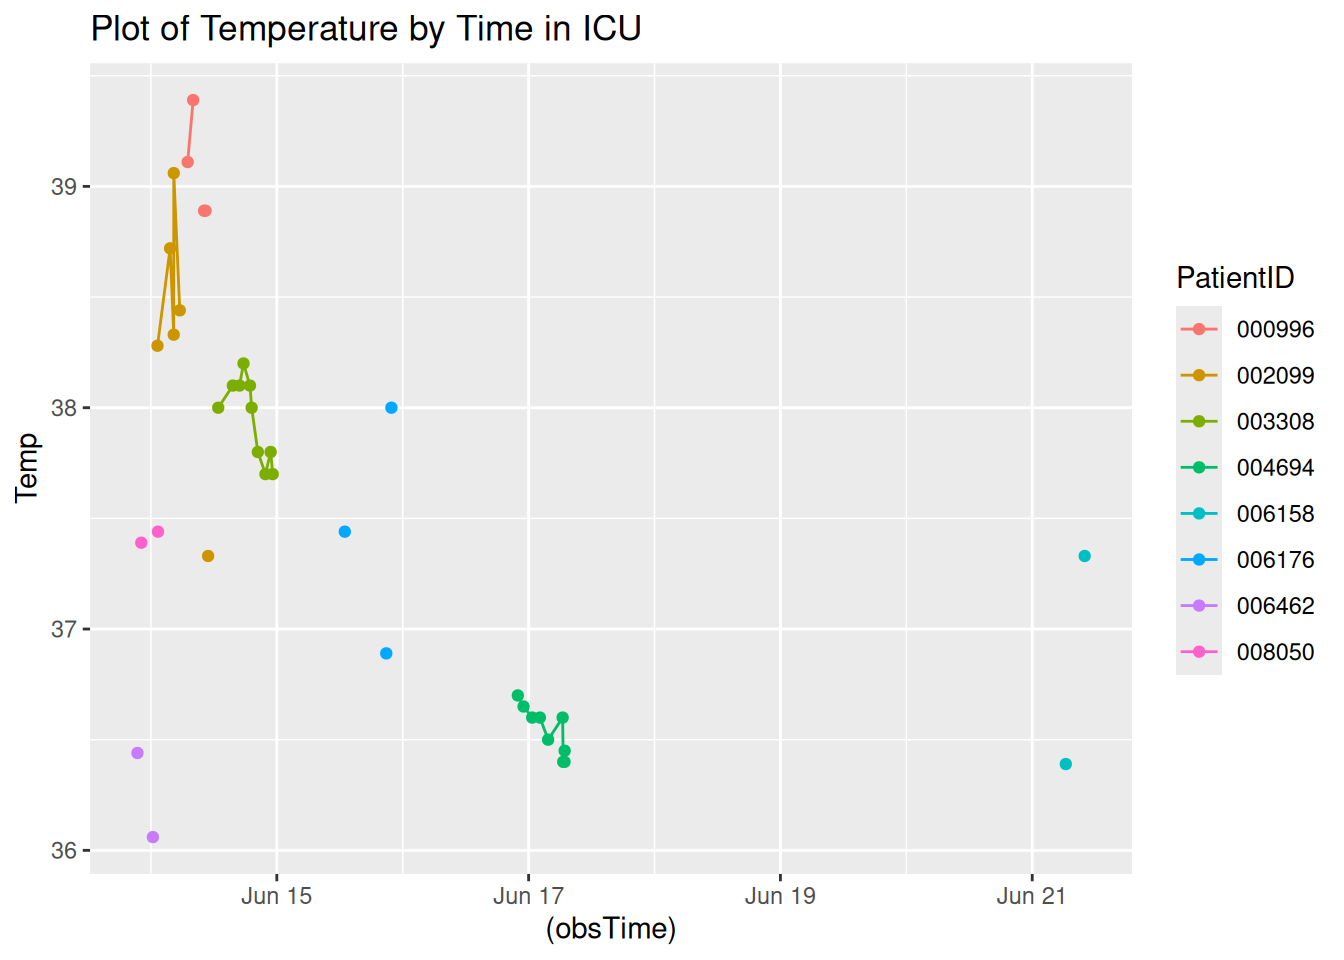 Plot of Temperature by Time in ICU
39
38
37
36
Temp
Jun 15 Jun 17 Jun 19 Jun 21
(obsTime)
PatientID
000996
002099
003308
004694
006158
006176
006462
008050